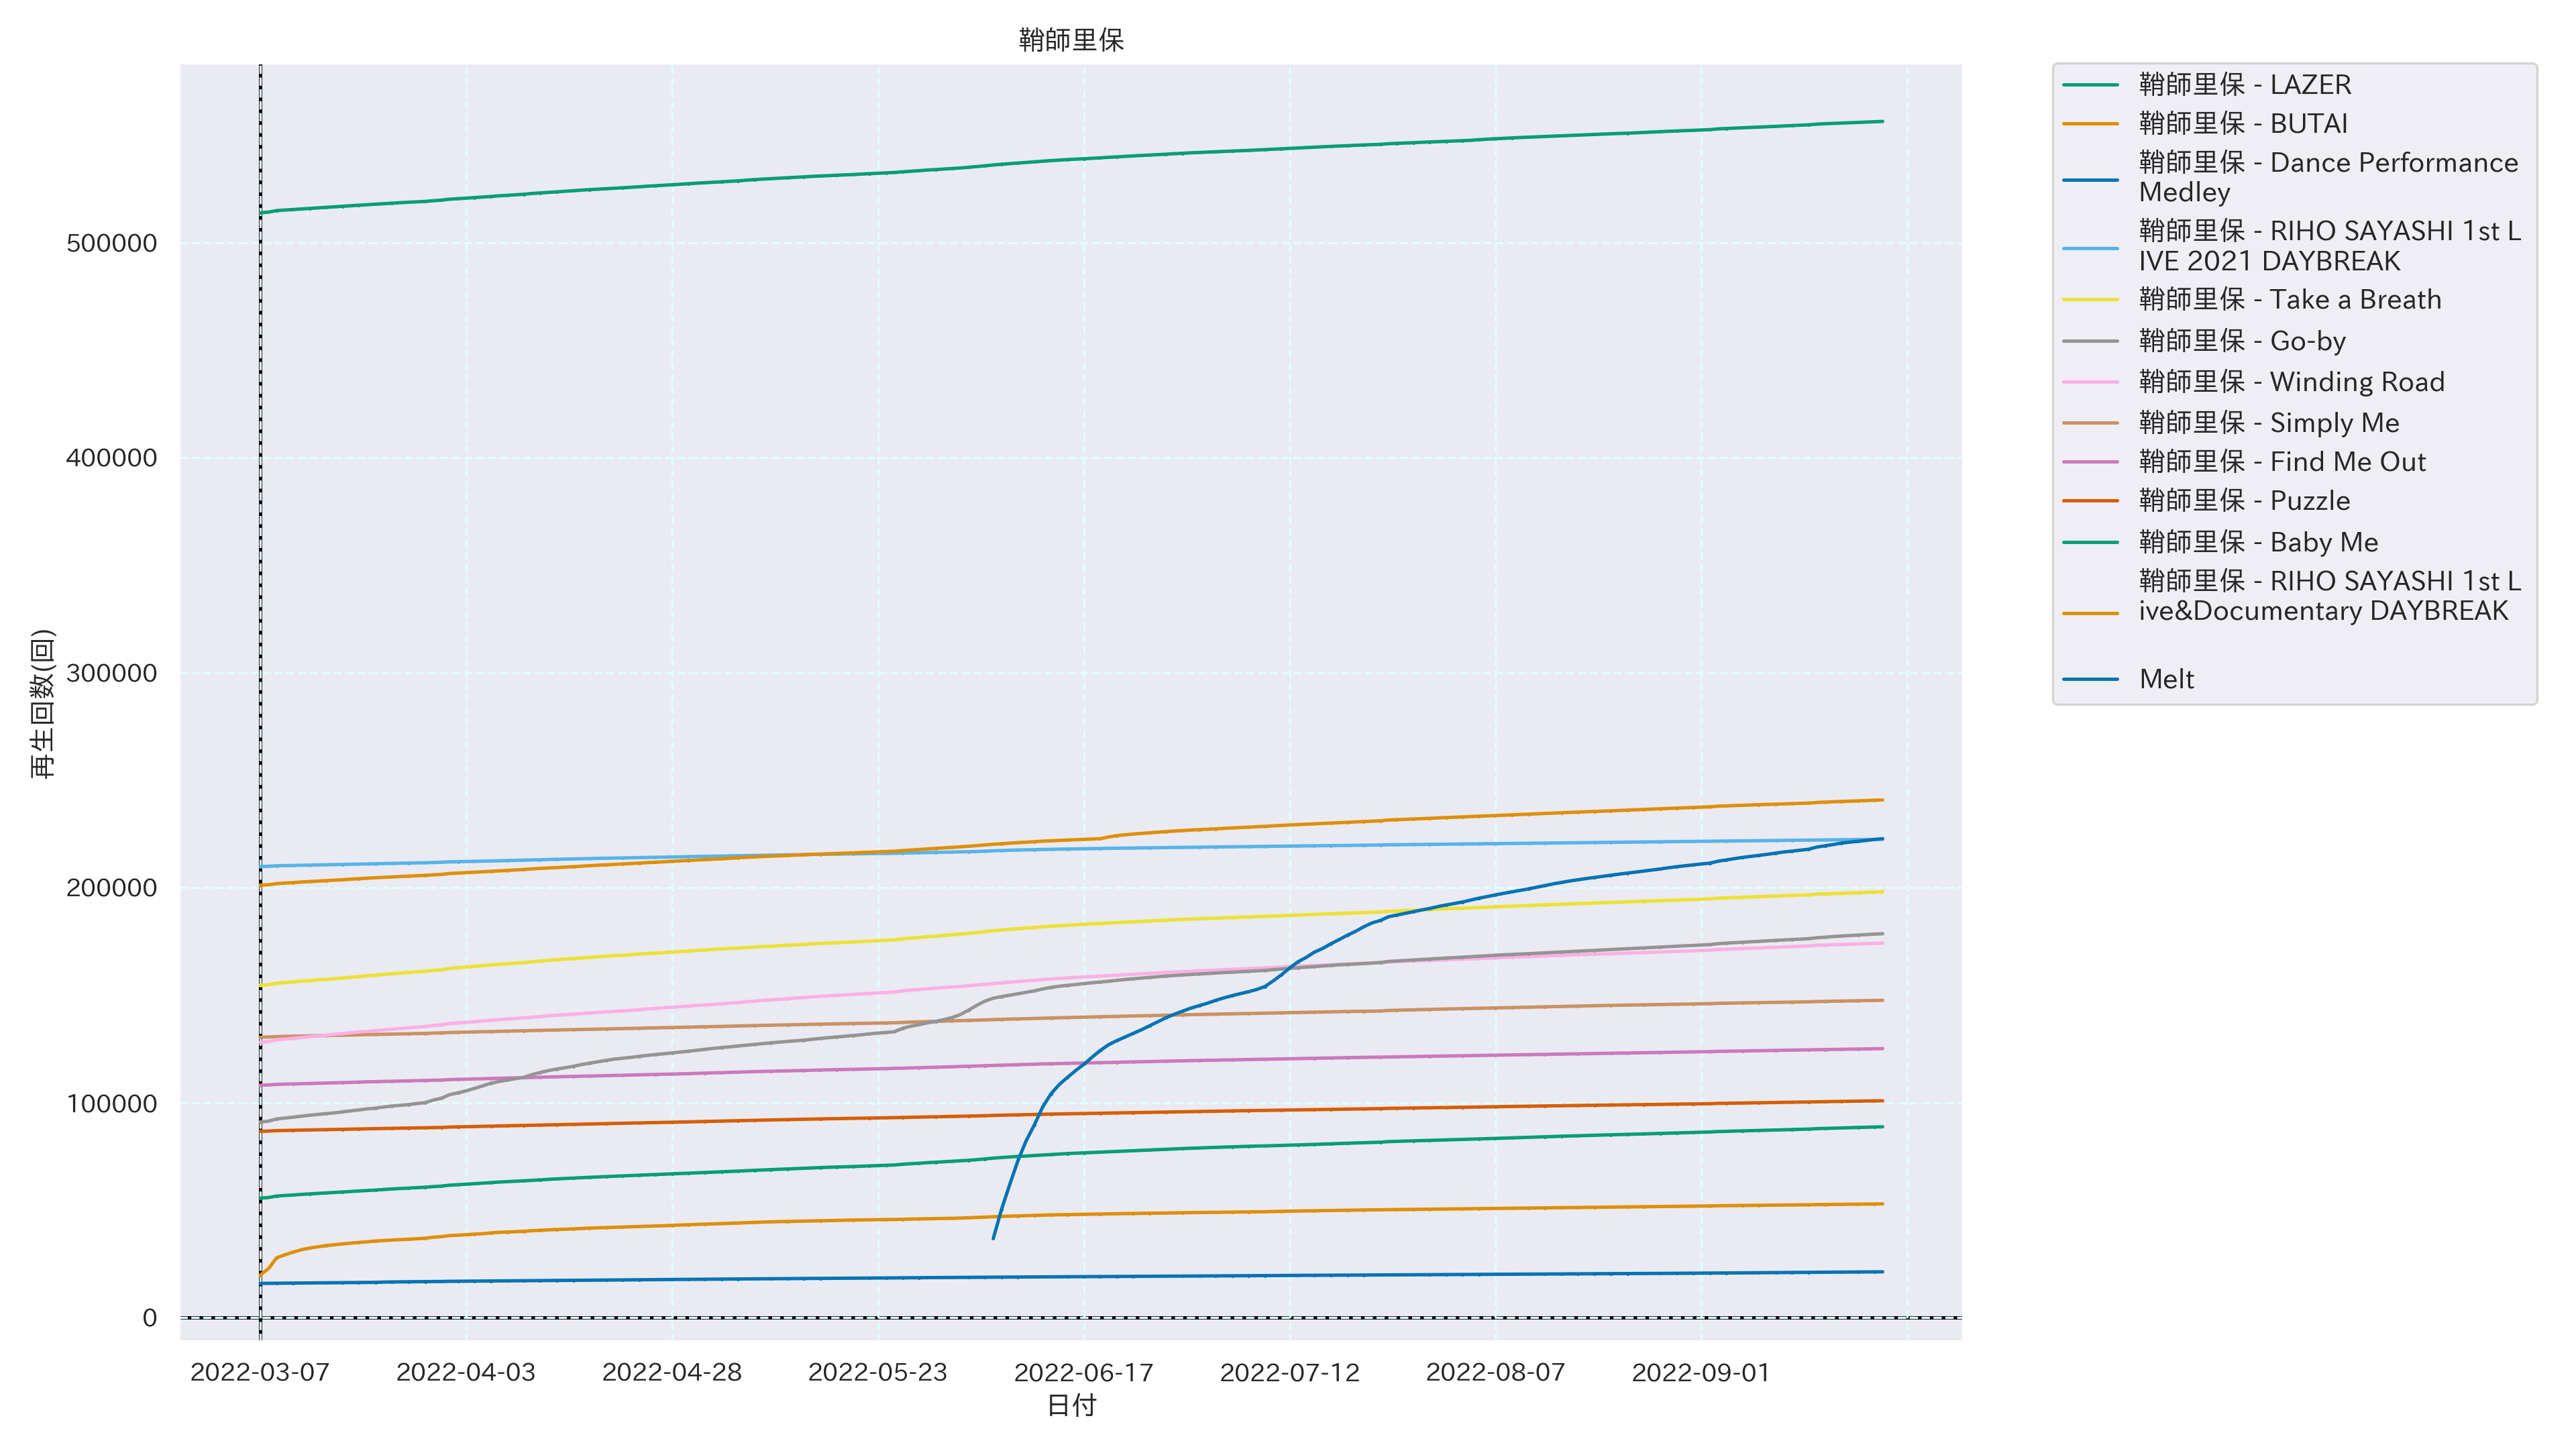 鞘師里保
再生回数(回)
500000
400000
300000
200000
100000
0
2022-03-07
2022-04-03
2022-04-28
2022-05-23
2022-06-17
2022-07-12
2022-08-07
2022-09-01
日付
鞘師里保 - LAZER
鞘師里保 - BUTAI
鞘師里保 - Dance Performance
Medley
鞘師里保 - RIHO SAYASHI 1st L
IVE 2021 DAYBREAK
鞘師里保 - Take a Breath
鞘師里保 - Go-by
鞘師里保 - Winding Road
鞘師里保 - Simply Me
鞘師里保 - Find Me Out
鞘師里保 - Puzzle
鞘師里保 - Baby Me
鞘師里保 - RIHO SAYASHI 1st L
ive&Documentary DAYBREAK
Melt